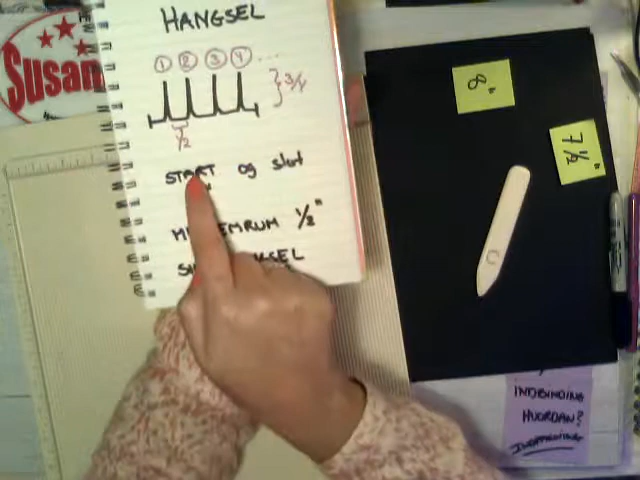 HANGSEL
1 2 3 4 ...
3/4
1/2
START og slut
1/2"
Susan
8"
7 1/2"
INDBINDING
HVORDAN?